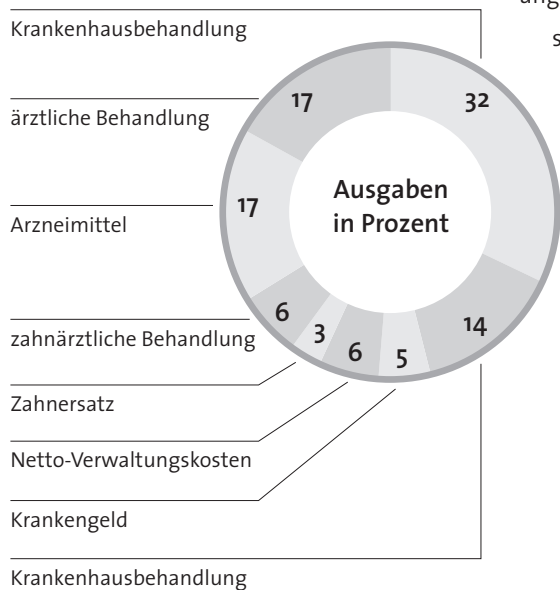 ung
s
Krankenhausbehandlung
ärztliche Behandlung
Arzneimittel
zahnärztliche Behandlung
Zahnersatz
Netto-Verwaltungskosten
Krankengeld
Krankenhausbehandlung
17
32
17
6
3
6
5
14
Ausgaben
in Prozent